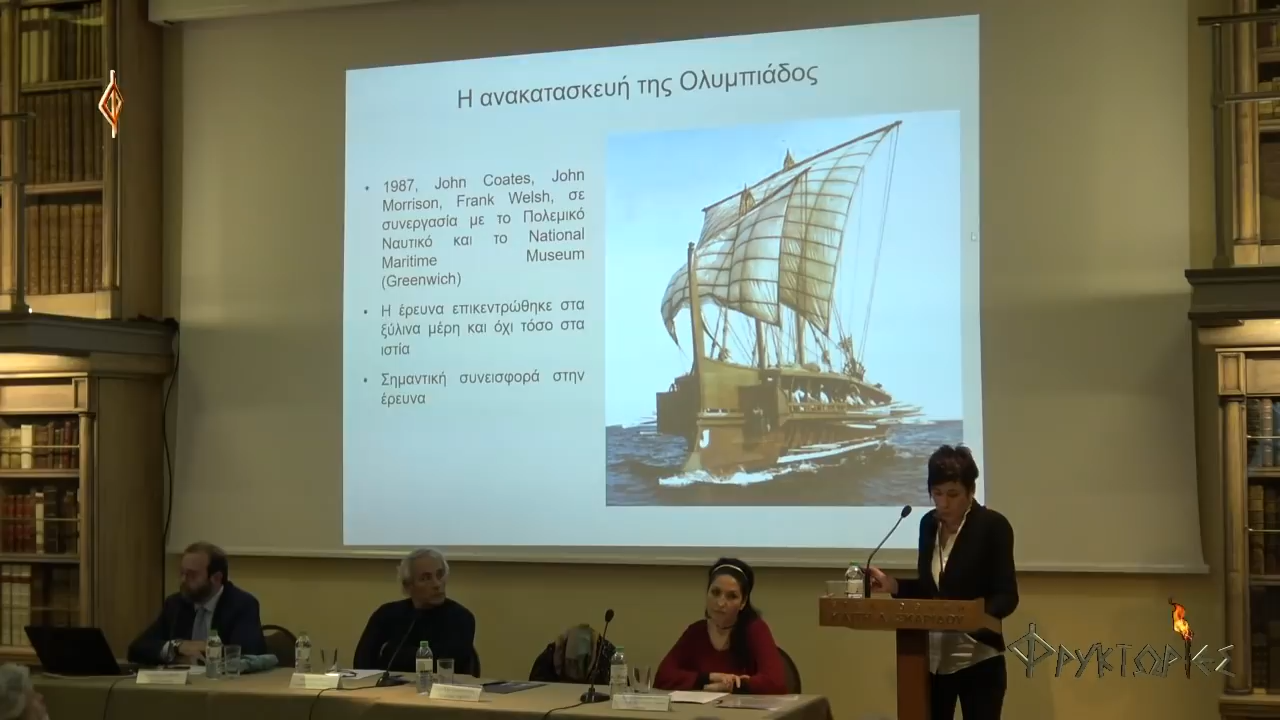 Η ανακατασκευή της Ολυμπιάδος
• 1987, John Coates, John
Morrison, Frank Welsh, σε
συνεργασία με το Πολεμικό
Ναυτικό και το National
Maritime Museum
(Greenwich)
• Η έρευνα επικεντρώθηκε στα
ξύλινα μέρη και όχι τόσο στα
ιστία
• Σημαντική συνεισφορά στην
έρευνα
ΦρυκτωρίεS